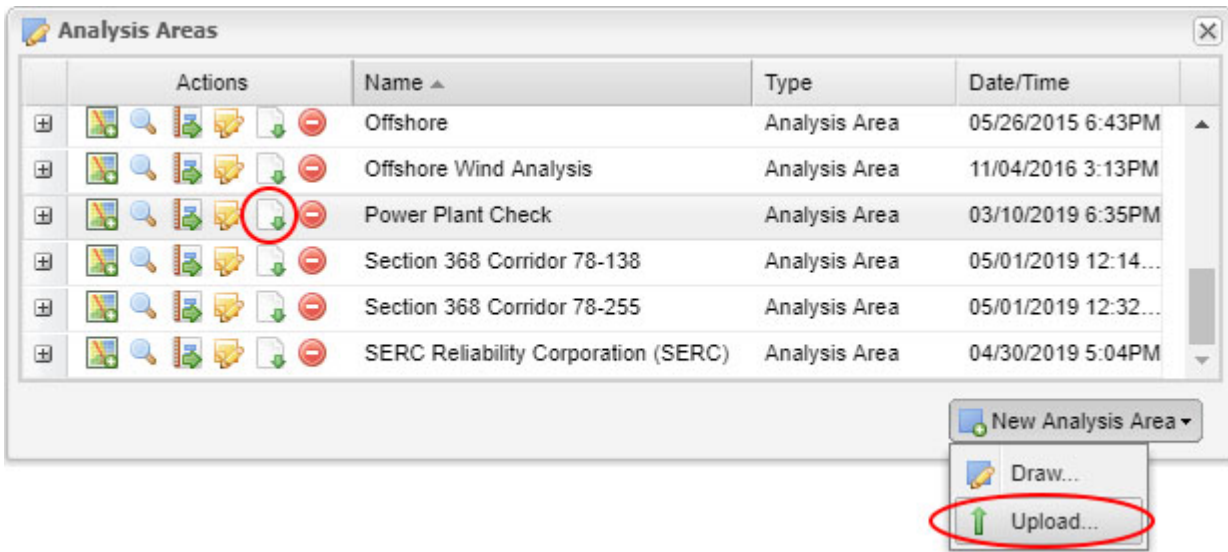 Analysis Areas
Actions Name Type Date/Time
Offshore Analysis Area 05/26/2015 6:43PM
Offshore Wind Analysis Analysis Area 11/04/2016 3:13PM
Power Plant Check Analysis Area 03/10/2019 6:35PM
Section 368 Corridor 78-138 Analysis Area 05/01/2019 12:14...
Section 368 Corridor 78-255 Analysis Area 05/01/2019 12:32...
SERC Reliability Corporation (SERC) Analysis Area 04/30/2019 5:04PM
New Analysis Area
Draw...
Upload...